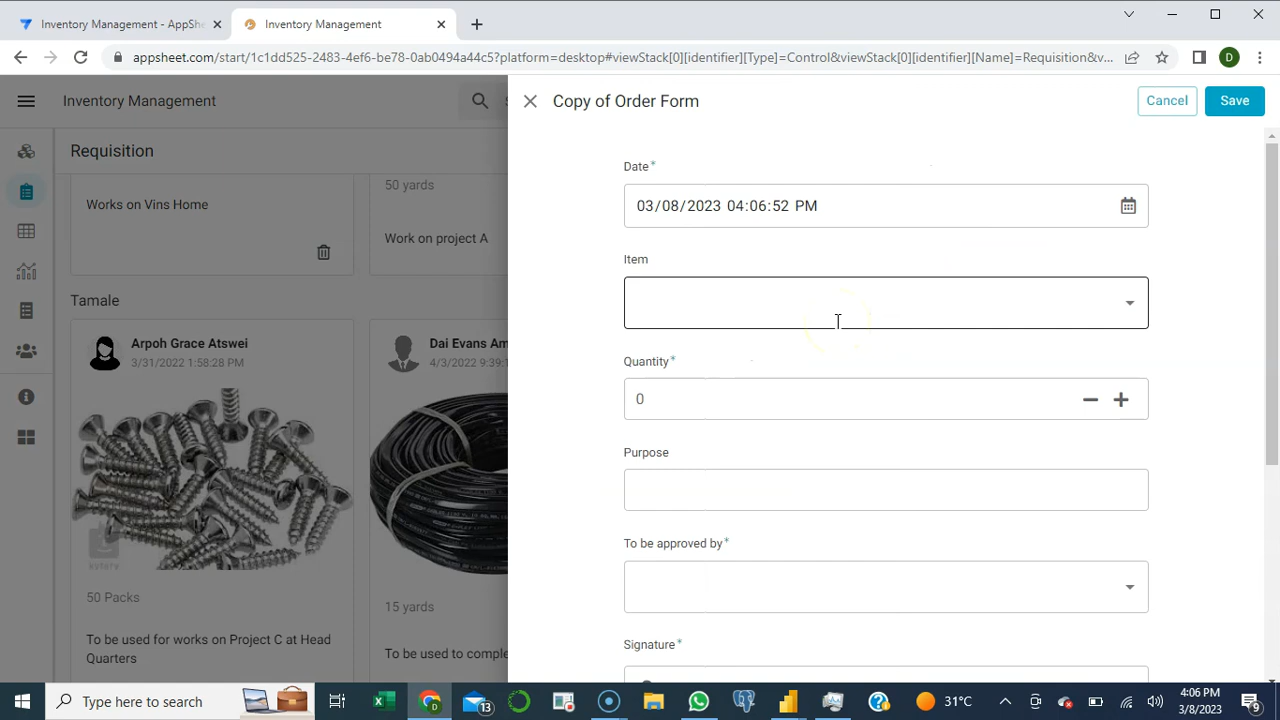 Inventory Management - AppShe
Inventory Management
appsheet.com/start/1c1dd525-2483-4ef6-be78-0ab0494a44c5?platform=desktop#viewStack[0][identifier][Type]=Control&viewStack[0][identifier][Name]=Requisition&v...
D
Inventory Management
Copy of Order Form
Cancel
Save
Requisition
Works on Vins Home
50 yards
Work on project A
Tamale
Arpoh Grace Atswei
3/31/2022 1:58:28 PM
50 Packs
To be used for works on Project C at Head
Quarters
Dai Evans Am
4/3/2022 9:39:1
15 yards
To be used to comple
Date*
03/08/2023 04:06:52 PM
Item
Quantity*
0
Purpose
To be approved by*
Signature*
Type here to search
13
31°C
4:06 PM
3/8/2023
9